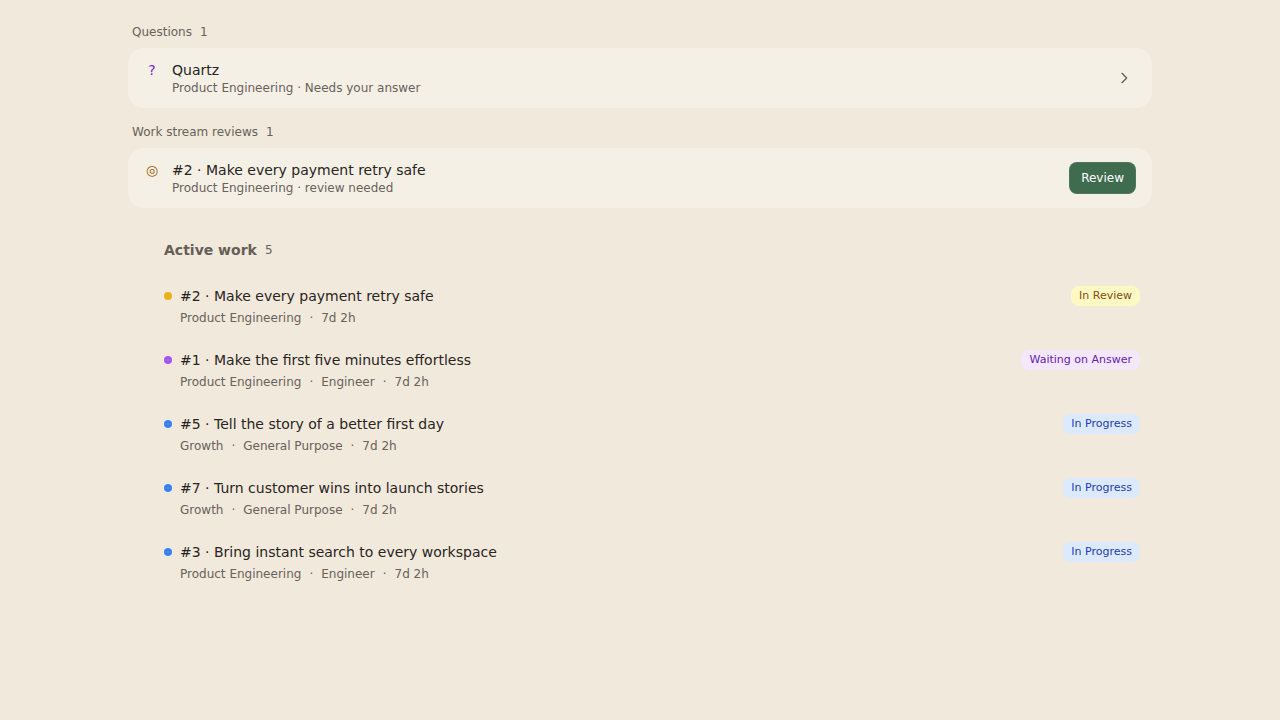 Questions 1
?
Quartz
Product Engineering · Needs your answer
Work stream reviews 1
#2 · Make every payment retry safe
Product Engineering · review needed
Review
Active work 5
#2 · Make every payment retry safe
In Review
Product Engineering · 7d 2h
#1 · Make the first five minutes effortless
Waiting on Answer
Product Engineering · Engineer · 7d 2h
#5 · Tell the story of a better first day
In Progress
Growth · General Purpose · 7d 2h
#7 · Turn customer wins into launch stories
In Progress
Growth · General Purpose · 7d 2h
#3 · Bring instant search to every workspace
In Progress
Product Engineering · Engineer · 7d 2h